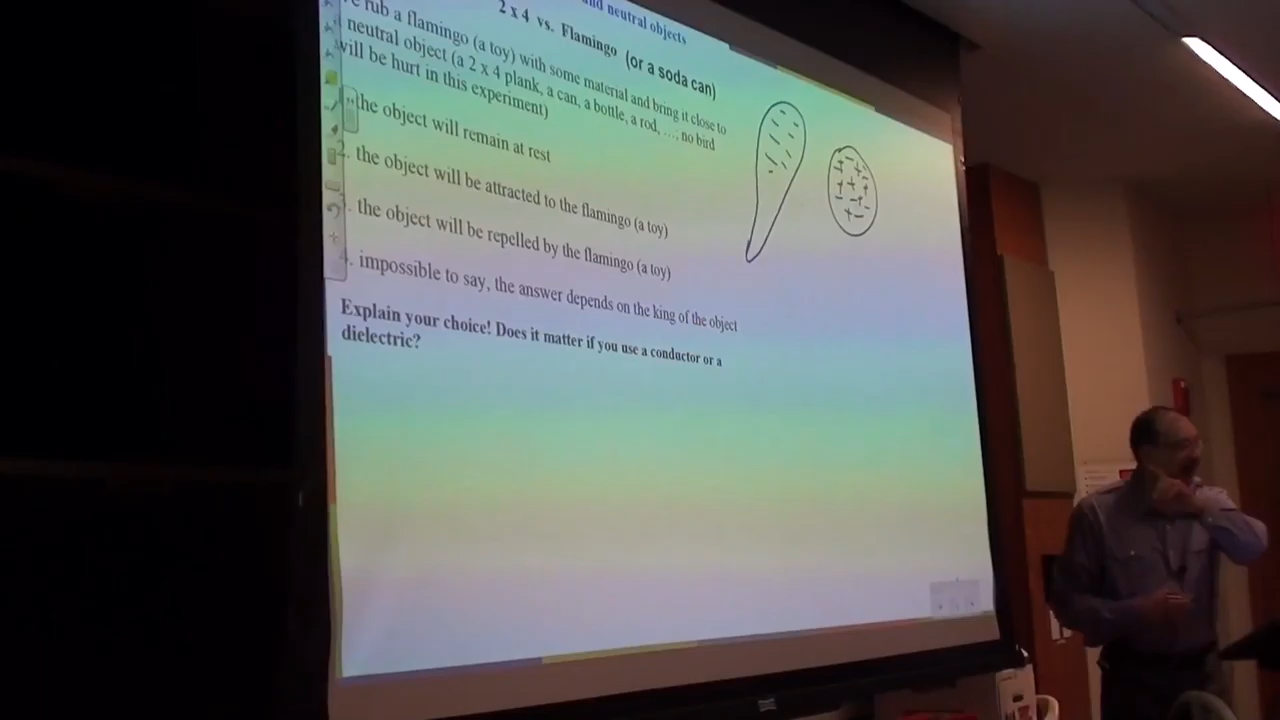 and neutral objects
2 x 4 vs. Flamingo (or a soda can)
rub a flamingo (a toy) with some material and bring it close to
neutral object (a 2 x 4 plank, a can, a bottle, a rod, ..., no bird
will be hurt in this experiment)
the object will remain at rest
2. the object will be attracted to the flamingo (a toy)
. the object will be repelled by the flamingo (a toy)
4. impossible to say, the answer depends on the king of the object
Explain your choice! Does it matter if you use a conductor or a
dielectric?